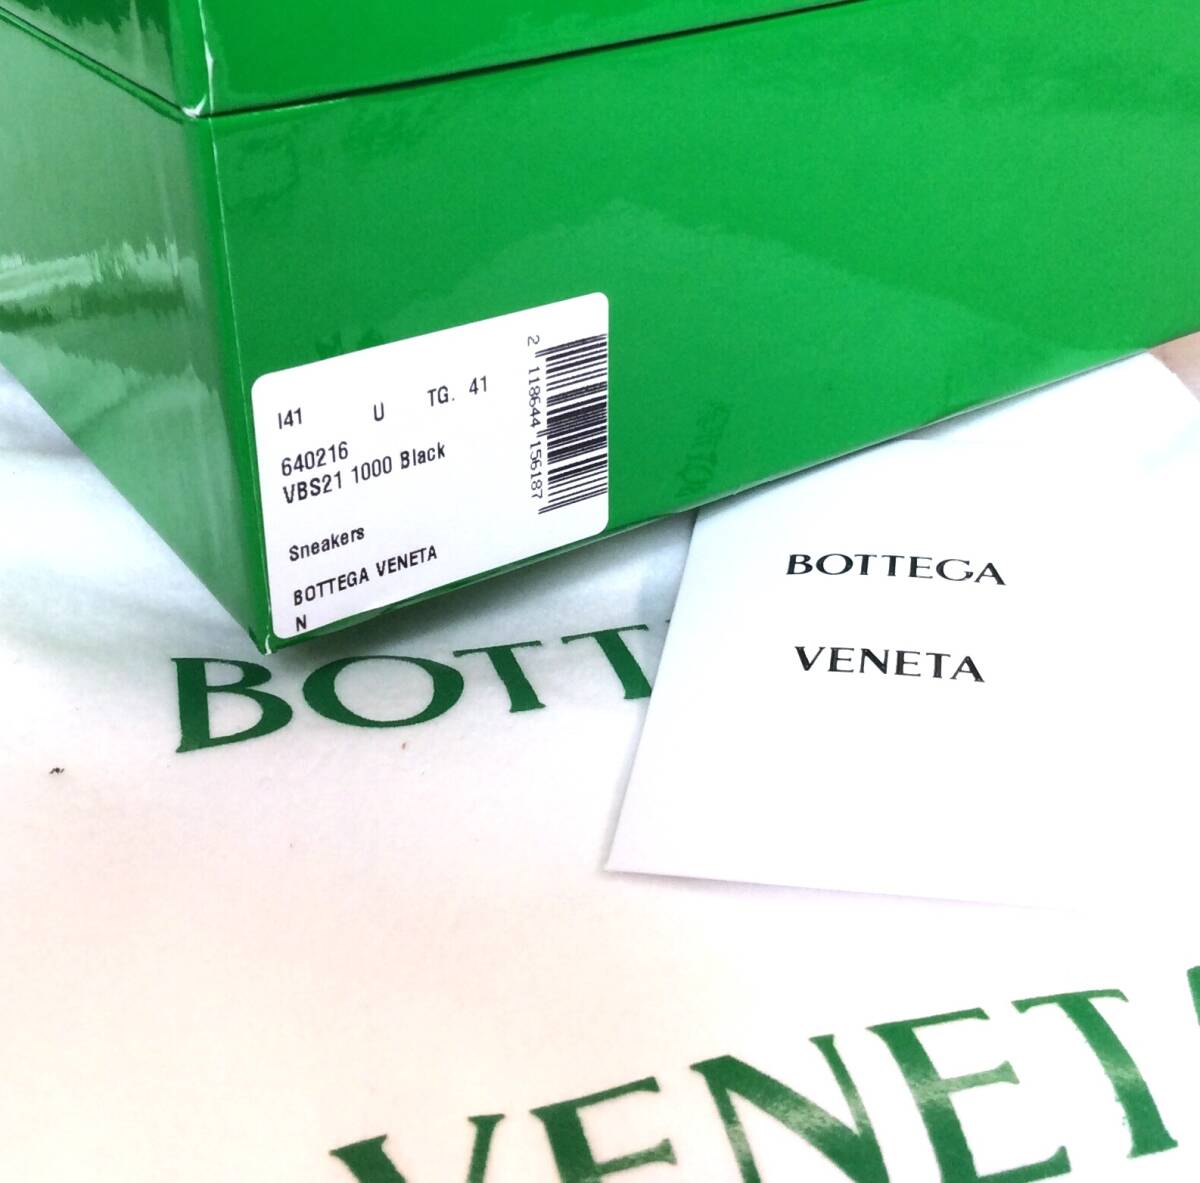 I41 U TG. 41
640216
VBS21 1000 Black
Sneakers
BOTTEGA VENETA
N
2 118644 156187
BOTTEGA
VENETA
BOTT
VENET